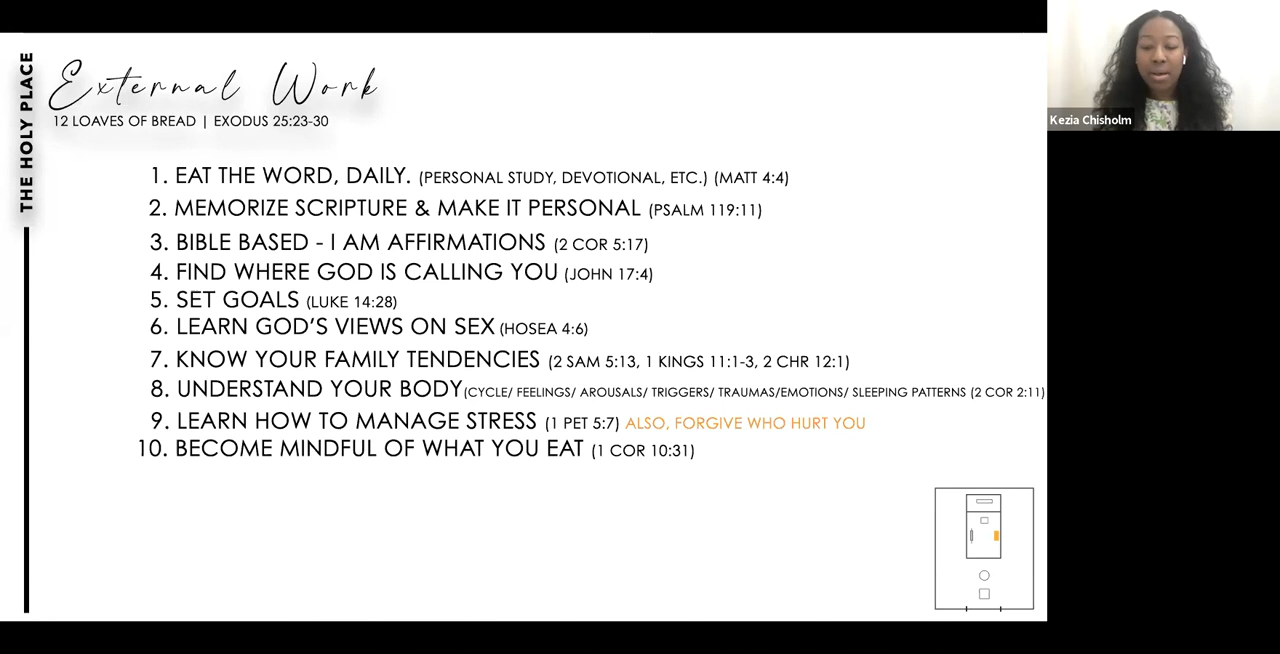 THE HOLY PLACE
External Work
12 LOAVES OF BREAD | EXODUS 25:23-30
1. EAT THE WORD, DAILY. (PERSONAL STUDY, DEVOTIONAL, ETC.) (MATT 4:4)
2. MEMORIZE SCRIPTURE & MAKE IT PERSONAL (PSALM 119:11)
3. BIBLE BASED - I AM AFFIRMATIONS (2 COR 5:17)
4. FIND WHERE GOD IS CALLING YOU (JOHN 17:4)
5. SET GOALS (LUKE 14:28)
6. LEARN GOD'S VIEWS ON SEX (HOSEA 4:6)
7. KNOW YOUR FAMILY TENDENCIES (2 SAM 5:13, 1 KINGS 11:1-3, 2 CHR 12:1)
8. UNDERSTAND YOUR BODY(CYCLE/ FEELINGS/ AROUSALS/ TRIGGERS/ TRAUMAS/EMOTIONS/ SLEEPING PATTERNS (2 COR 2:11)
9. LEARN HOW TO MANAGE STRESS (1 PET 5:7) ALSO, FORGIVE WHO HURT YOU
10. BECOME MINDFUL OF WHAT YOU EAT (1 COR 10:31)
Kezia Chisholm